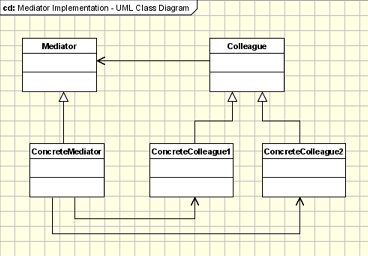 cd: Mediator Implementation - UML Class Diagram
Mediator
Colleague
ConcreteMediator
ConcreteColleague1
ConcreteColleague2